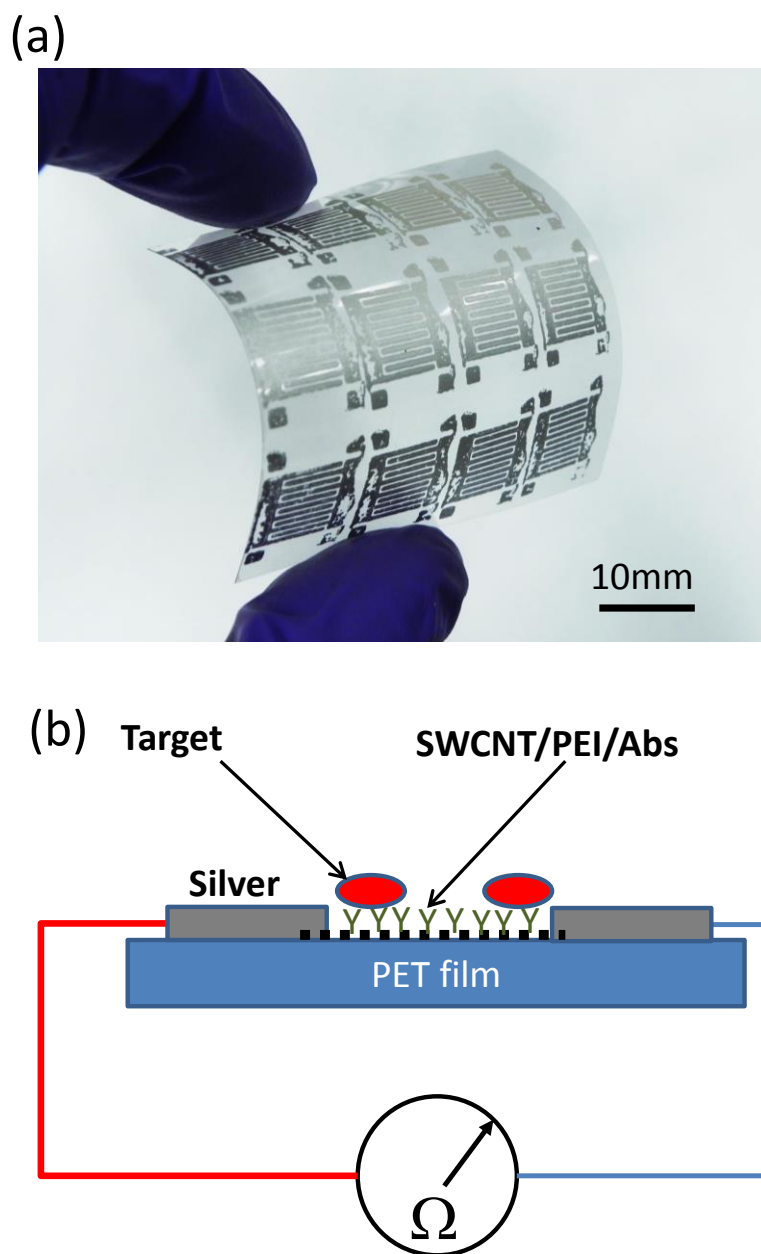 (a)
10mm
(b)
Target
SWCNT/PEI/Abs
Silver
PET film
Ω